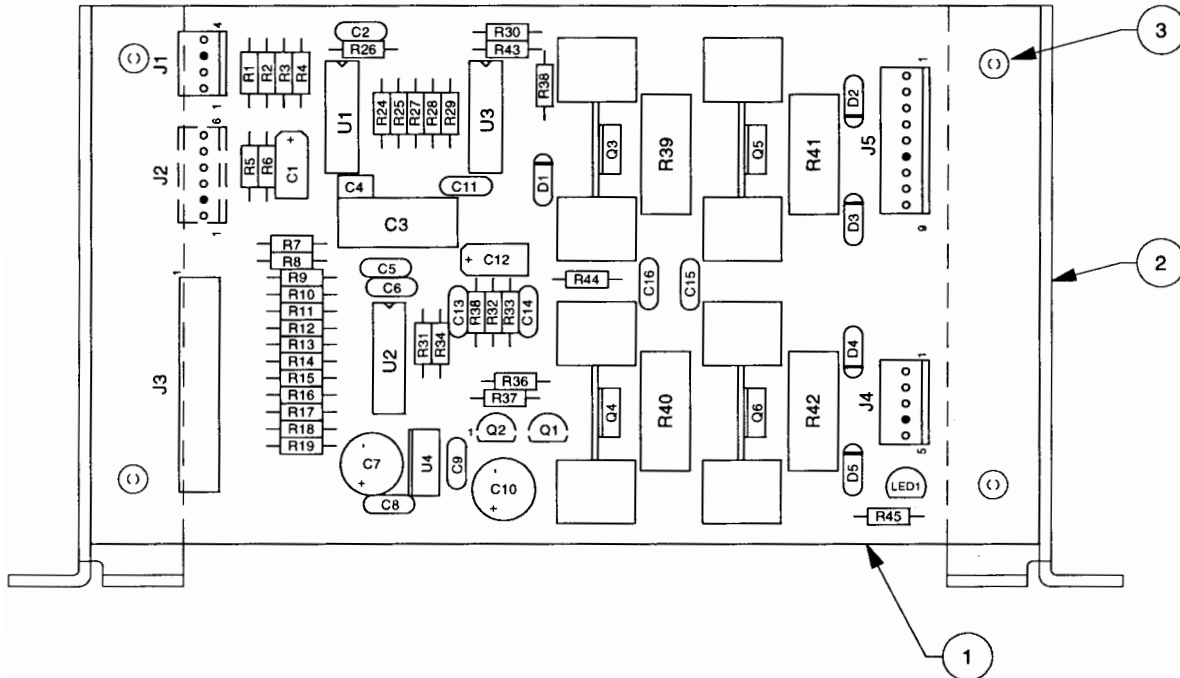 J1
4
1
R1
R2
R3
R4
C2
R26
U1
R24
R25
R27
R28
R29
R30
R43
U3
R38
Q3
R39
Q5
R41
D2
J5
1
9
3
J2
6
1
R5
R6
+
C1
C4
C3
C11
D1
D3
2
R7
R8
R9
R10
R11
R12
R13
R14
R15
R16
R17
R18
R19
J3
1
C5
C6
U2
+ C12
C13
R38
R32
R33
C14
R31
R34
R44
C16
C15
R36
R37
1
Q2
Q1
Q4
R40
Q6
R42
D4
J4
1
5
D5
LED1
R45
-
C7
+
U4
C9
C8
-
C10
+
1